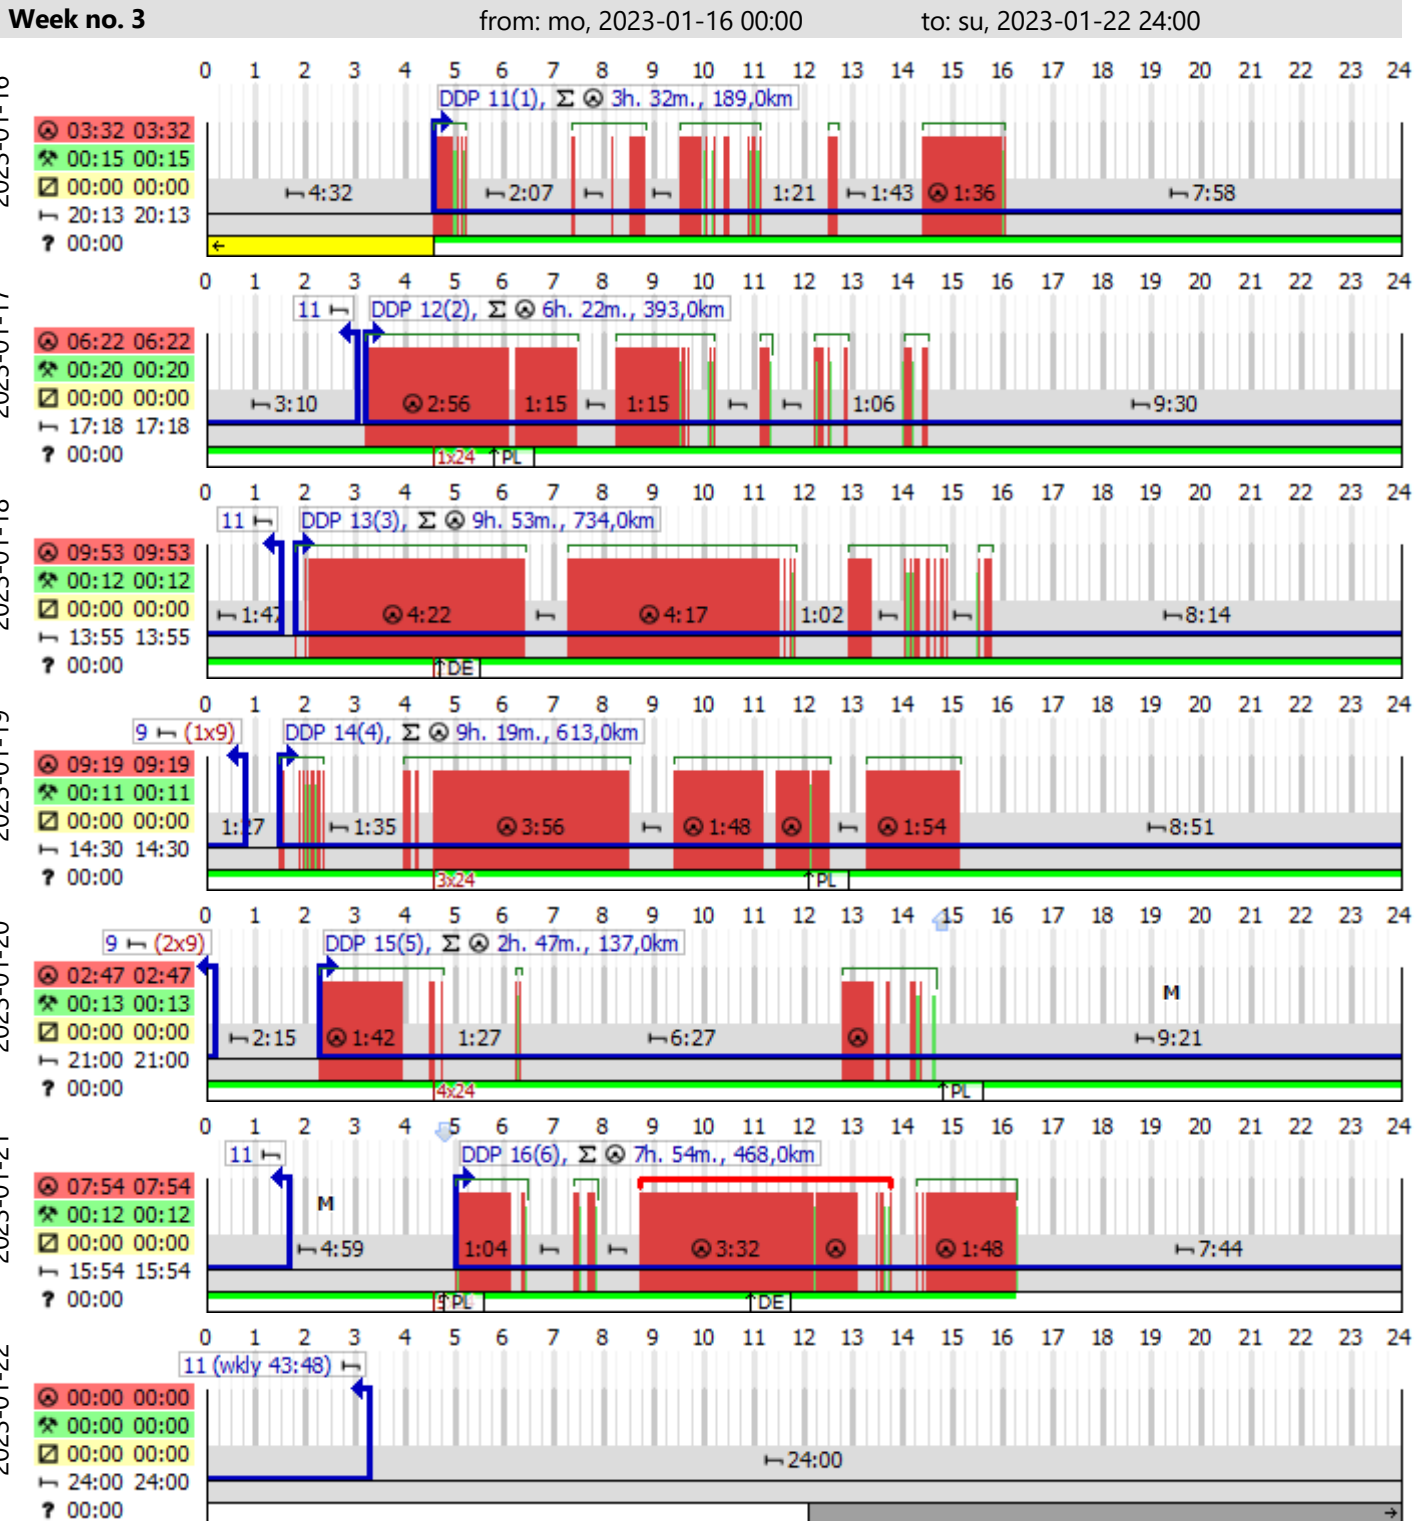 Week no. 3 from: mo, 2023-01-16 00:00 to: su, 2023-01-22 24:00
0 1 2 3 4 5 6 7 8 9 10 11 12 13 14 15 16 17 18 19 20 21 22 23 24
DDP 11(1), Σ 3h. 32m., 189,0km
2023-01-16
03:32 03:32
00:15 00:15
00:00 00:00
20:13 20:13
? 00:00
4:32 2:07 1:21 1:43 1:36 7:58
←
0 1 2 3 4 5 6 7 8 9 10 11 12 13 14 15 16 17 18 19 20 21 22 23 24
11 DDP 12(2), Σ 6h. 22m., 393,0km
2023-01-17
06:22 06:22
00:20 00:20
00:00 00:00
17:18 17:18
? 00:00
3:10 2:56 1:15 1:15 1:06 9:30
1x24 ↑PL
0 1 2 3 4 5 6 7 8 9 10 11 12 13 14 15 16 17 18 19 20 21 22 23 24
11 DDP 13(3), Σ 9h. 53m., 734,0km
2023-01-18
09:53 09:53
00:12 00:12
00:00 00:00
13:55 13:55
? 00:00
1:47 4:22 4:17 1:02 8:14
↑DE
0 1 2 3 4 5 6 7 8 9 10 11 12 13 14 15 16 17 18 19 20 21 22 23 24
9 (1x9) DDP 14(4), Σ 9h. 19m., 613,0km
2023-01-19
09:19 09:19
00:11 00:11
00:00 00:00
14:30 14:30
? 00:00
1:27 1:35 3:56 1:48 1:54 8:51
3x24 ↑PL
0 1 2 3 4 5 6 7 8 9 10 11 12 13 14 15 16 17 18 19 20 21 22 23 24
9 (2x9) DDP 15(5), Σ 2h. 47m., 137,0km
2023-01-20
02:47 02:47
00:13 00:13
00:00 00:00
21:00 21:00
? 00:00
M
2:15 1:42 1:27 6:27 9:21
4x24 ↑PL
0 1 2 3 4 5 6 7 8 9 10 11 12 13 14 15 16 17 18 19 20 21 22 23 24
11 DDP 16(6), Σ 7h. 54m., 468,0km
2023-01-21
07:54 07:54
00:12 00:12
00:00 00:00
15:54 15:54
? 00:00
M
4:59 1:04 3:32 1:48 7:44
↑PL ↑DE
0 1 2 3 4 5 6 7 8 9 10 11 12 13 14 15 16 17 18 19 20 21 22 23 24
11 (wkly 43:48)
2023-01-22
00:00 00:00
00:00 00:00
00:00 00:00
24:00 24:00
? 00:00
24:00
→